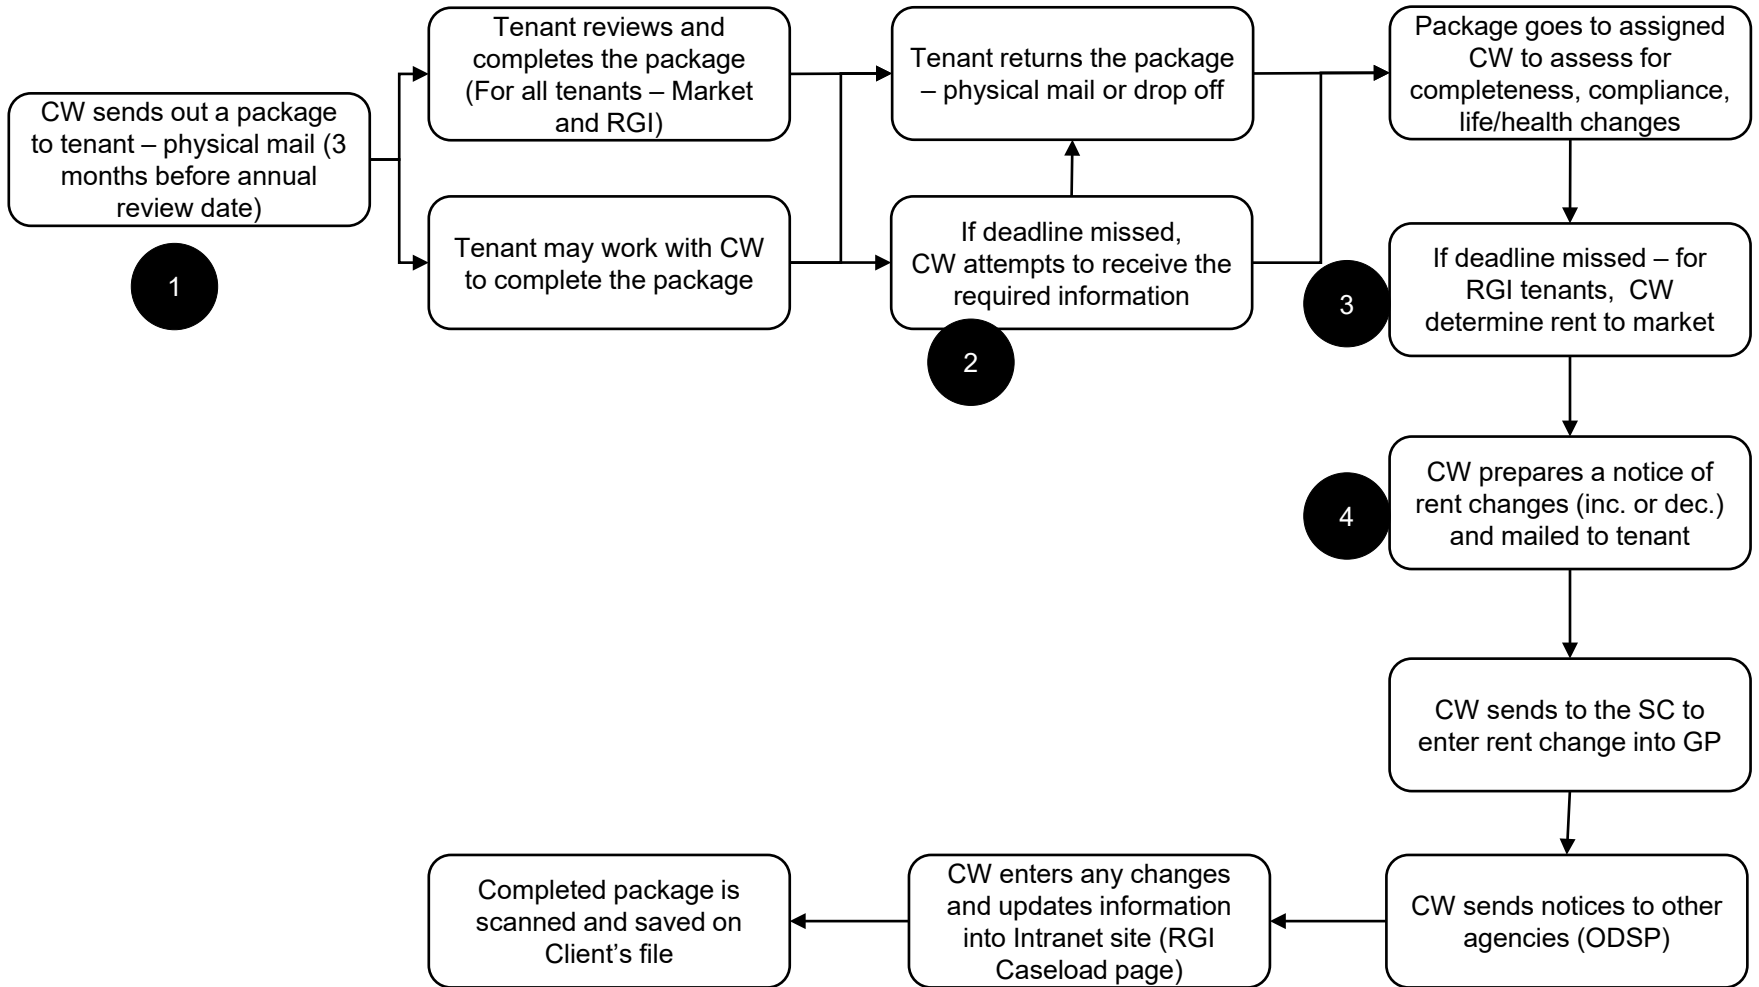 CW sends out a package
to tenant – physical mail (3
months before annual
review date)
1
Tenant reviews and
completes the package
(For all tenants – Market
and RGI)
Tenant may work with CW
to complete the package
Tenant returns the package
– physical mail or drop off
If deadline missed,
CW attempts to receive the
required information
2
Package goes to assigned
CW to assess for
completeness, compliance,
life/health changes
If deadline missed – for
RGI tenants, CW
determine rent to market
3
CW prepares a notice of
rent changes (inc. or dec.)
and mailed to tenant
4
CW sends to the SC to
enter rent change into GP
CW sends notices to other
agencies (ODSP)
CW enters any changes
and updates information
into Intranet site (RGI
Caseload page)
Completed package is
scanned and saved on
Client’s file